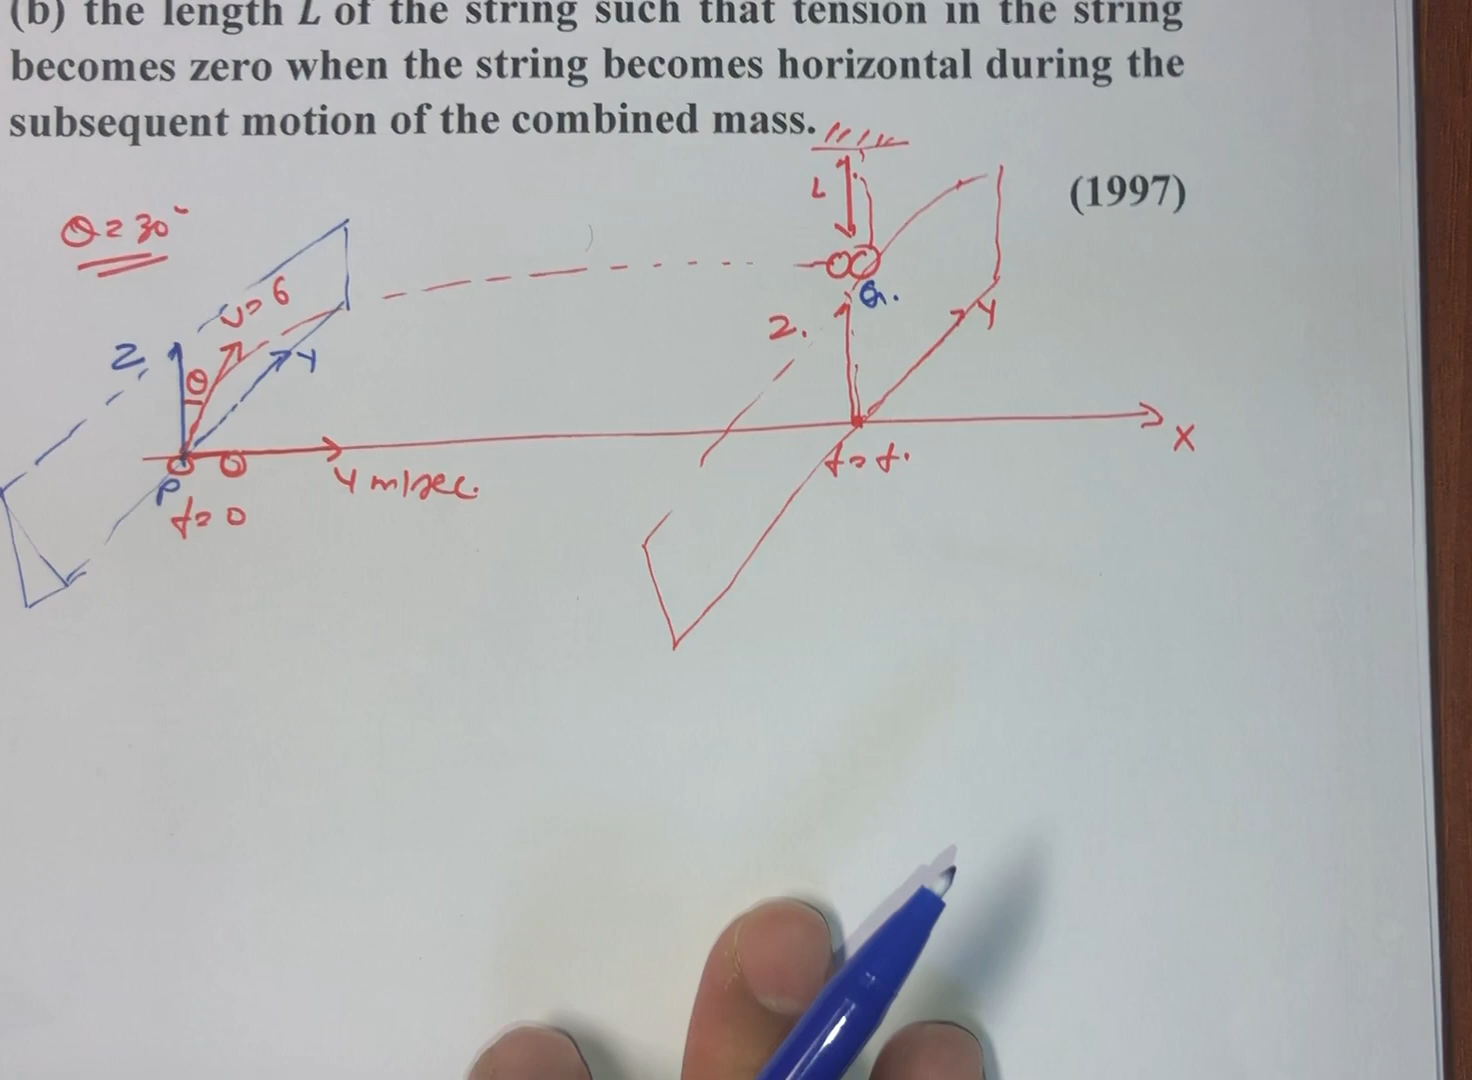 (b) the length L of the string such that tension in the string
becomes zero when the string becomes horizontal during the
subsequent motion of the combined mass.
(1997)
L
θ = 30°
v = 6
Q.
Z
Y
Z.
Y
θ
X
P
4 m/sec.
t = t.
t = 0